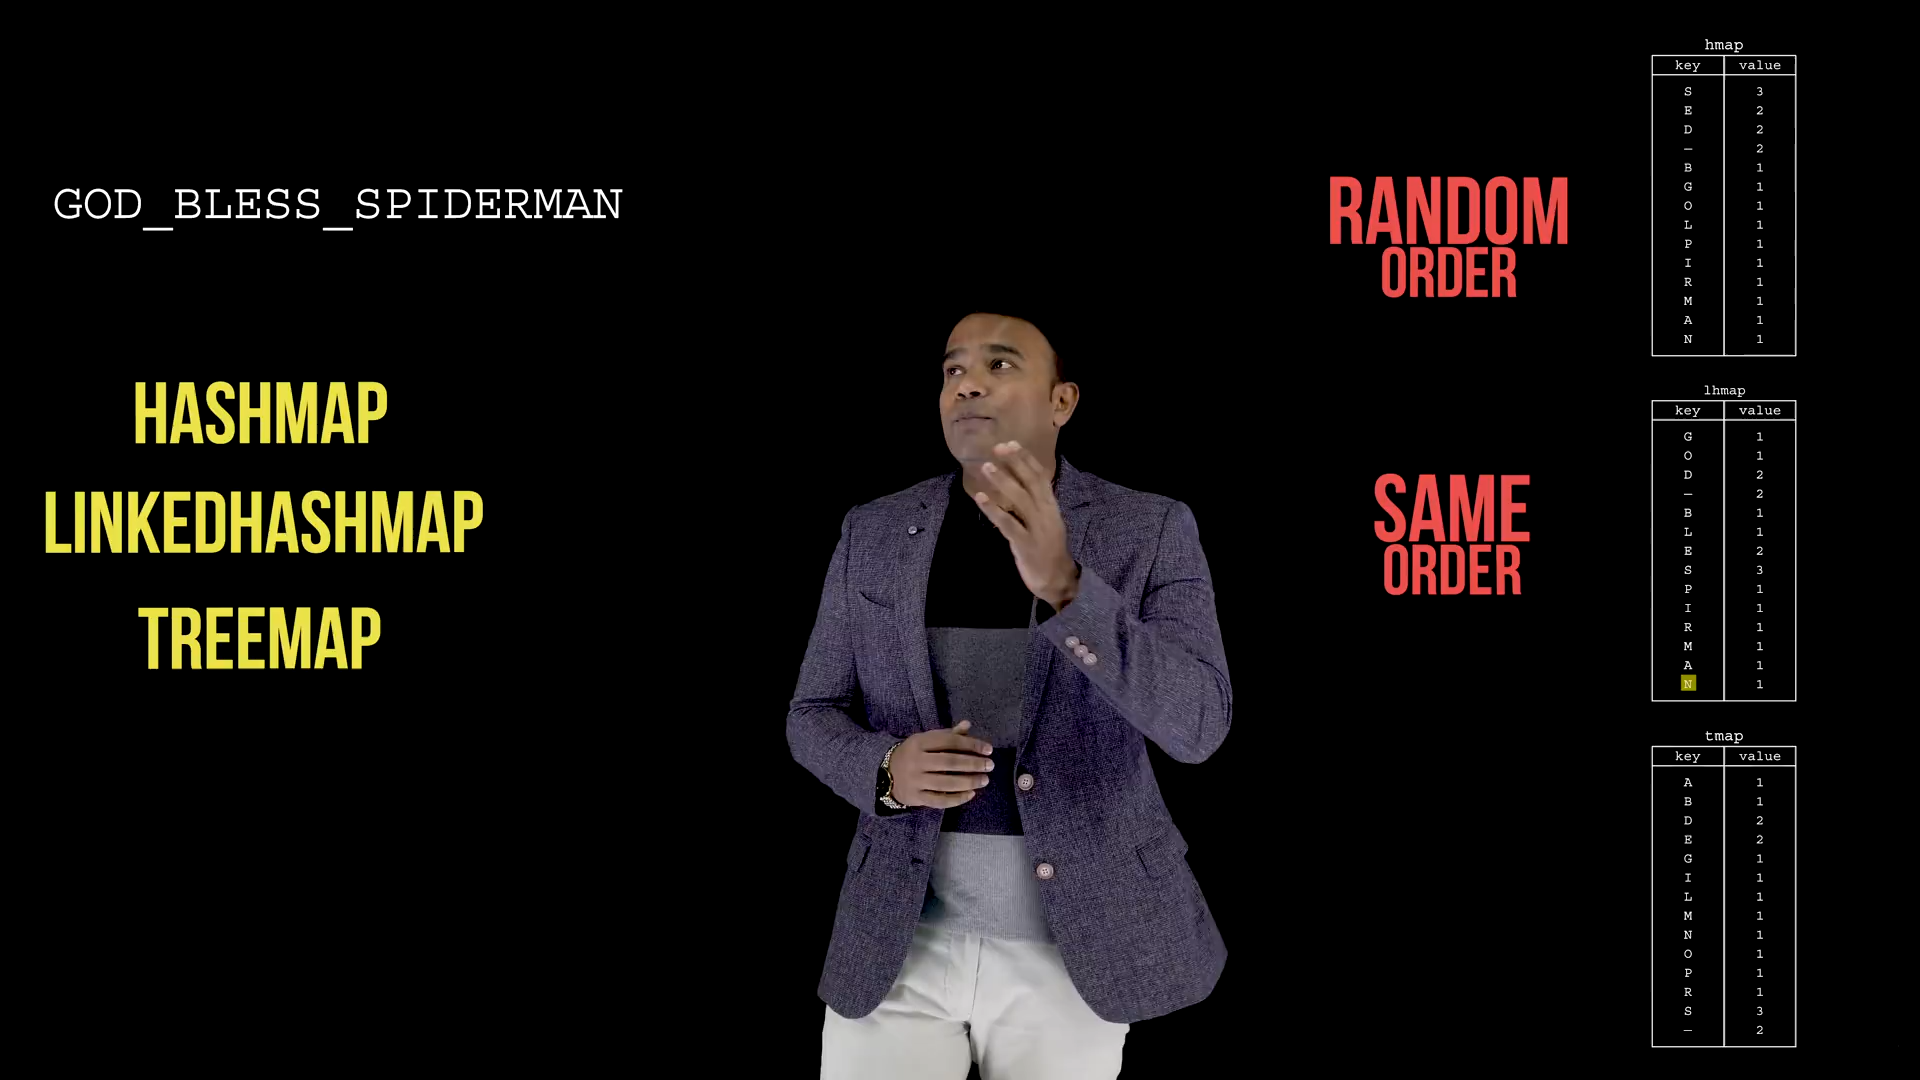 GOD_BLESS_SPIDERMAN
HASHMAP
LINKEDHASHMAP
TREEMAP
RANDOM
ORDER
SAME
ORDER
hmap
key value
S 3
E 2
D 2
_ 2
B 1
G 1
O 1
L 1
P 1
I 1
R 1
M 1
A 1
N 1
lhmap
key value
G 1
O 1
D 2
_ 2
B 1
L 1
E 2
S 3
P 1
I 1
R 1
M 1
A 1
N 1
tmap
key value
A 1
B 1
D 2
E 2
G 1
I 1
L 1
M 1
N 1
O 1
P 1
R 1
S 3
_ 2